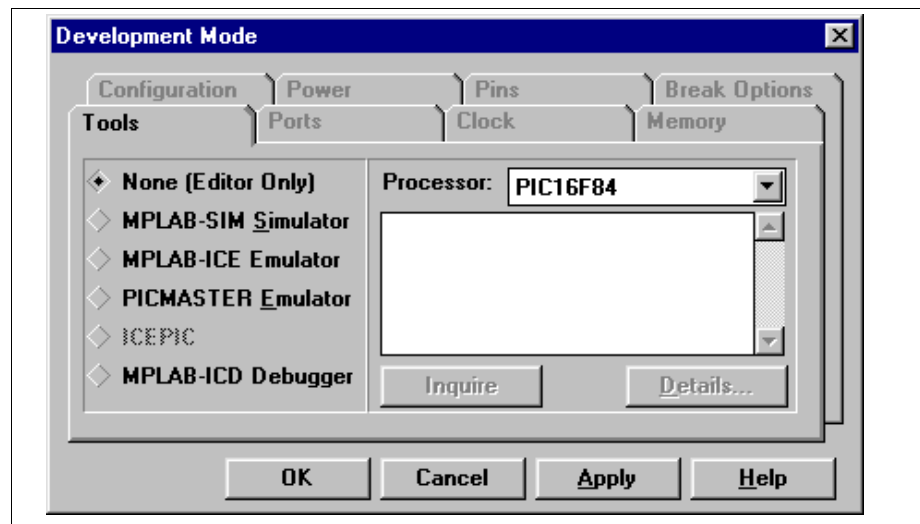 Development Mode
Configuration Power Pins Break Options
Tools Ports Clock Memory
None (Editor Only)
MPLAB-SIM Simulator
MPLAB-ICE Emulator
PICMASTER Emulator
ICEPIC
MPLAB-ICD Debugger
Processor: PIC16F84
Inquire Details...
OK Cancel Apply Help